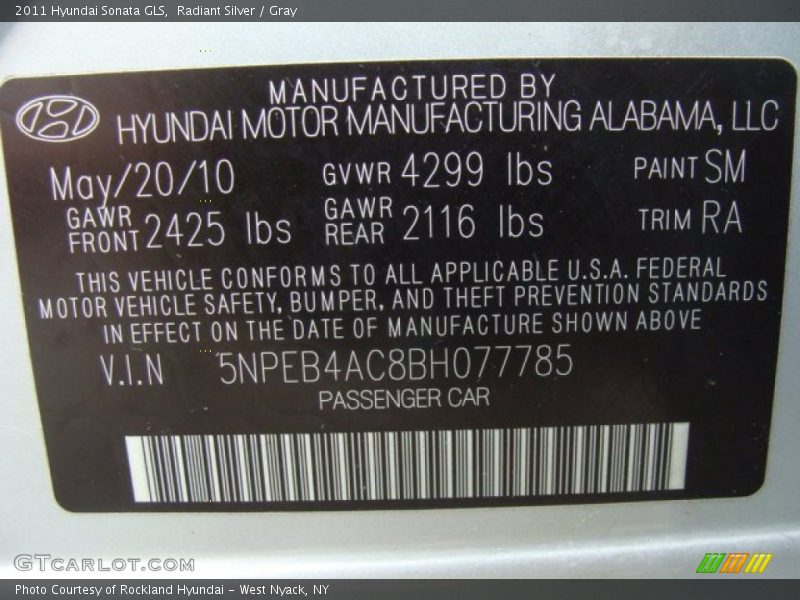 2011 Hyundai Sonata GLS, Radiant Silver / Gray
MANUFACTURED BY
HYUNDAI MOTOR MANUFACTURING ALABAMA, LLC
May/20/10 GVWR 4299 lbs PAINT SM
GAWR FRONT 2425 lbs GAWR REAR 2116 lbs TRIM RA
THIS VEHICLE CONFORMS TO ALL APPLICABLE U.S.A. FEDERAL
MOTOR VEHICLE SAFETY, BUMPER, AND THEFT PREVENTION STANDARDS
IN EFFECT ON THE DATE OF MANUFACTURE SHOWN ABOVE
V.I.N 5NPEB4AC8BH077785
PASSENGER CAR
GTcarlot.com
Photo Courtesy of Rockland Hyundai - West Nyack, NY